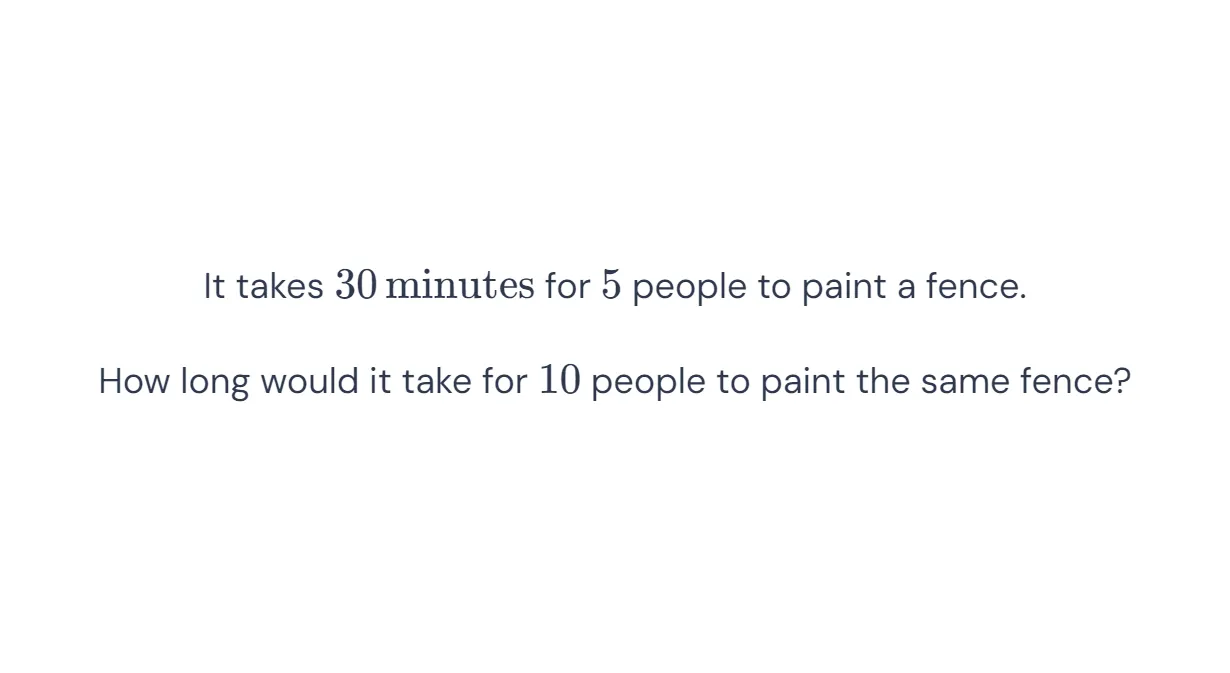 It takes 30 minutes for 5 people to paint a fence.
How long would it take for 10 people to paint the same fence?